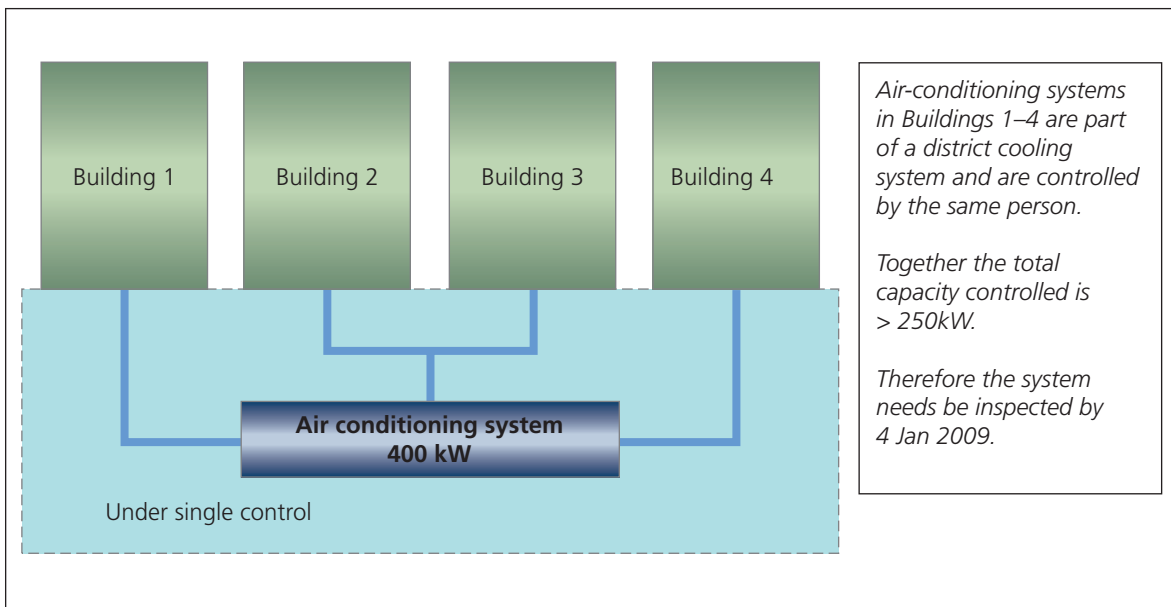 Building 1
Building 2
Building 3
Building 4
Air conditioning system
400 kW
Under single control
Air-conditioning systems
in Buildings 1–4 are part
of a district cooling
system and are controlled
by the same person.
Together the total
capacity controlled is
> 250kW.
Therefore the system
needs be inspected by
4 Jan 2009.